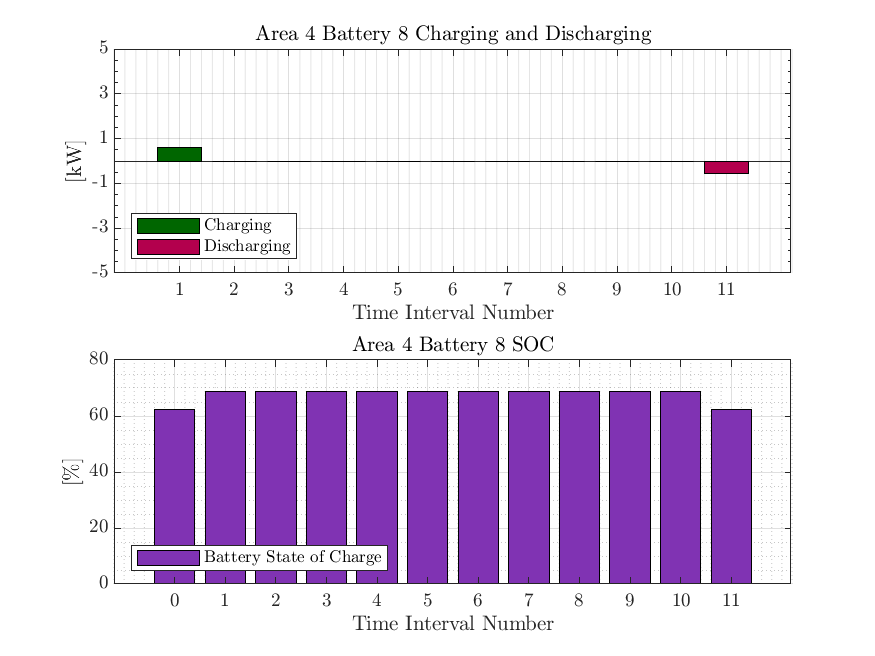 Area 4 Battery 8 Charging and Discharging
5
3
1
-1
-3
-5
[kW]
Charging
Discharging
1 2 3 4 5 6 7 8 9 10 11
Time Interval Number
Area 4 Battery 8 SOC
80
60
40
20
0
[%]
Battery State of Charge
0 1 2 3 4 5 6 7 8 9 10 11
Time Interval Number